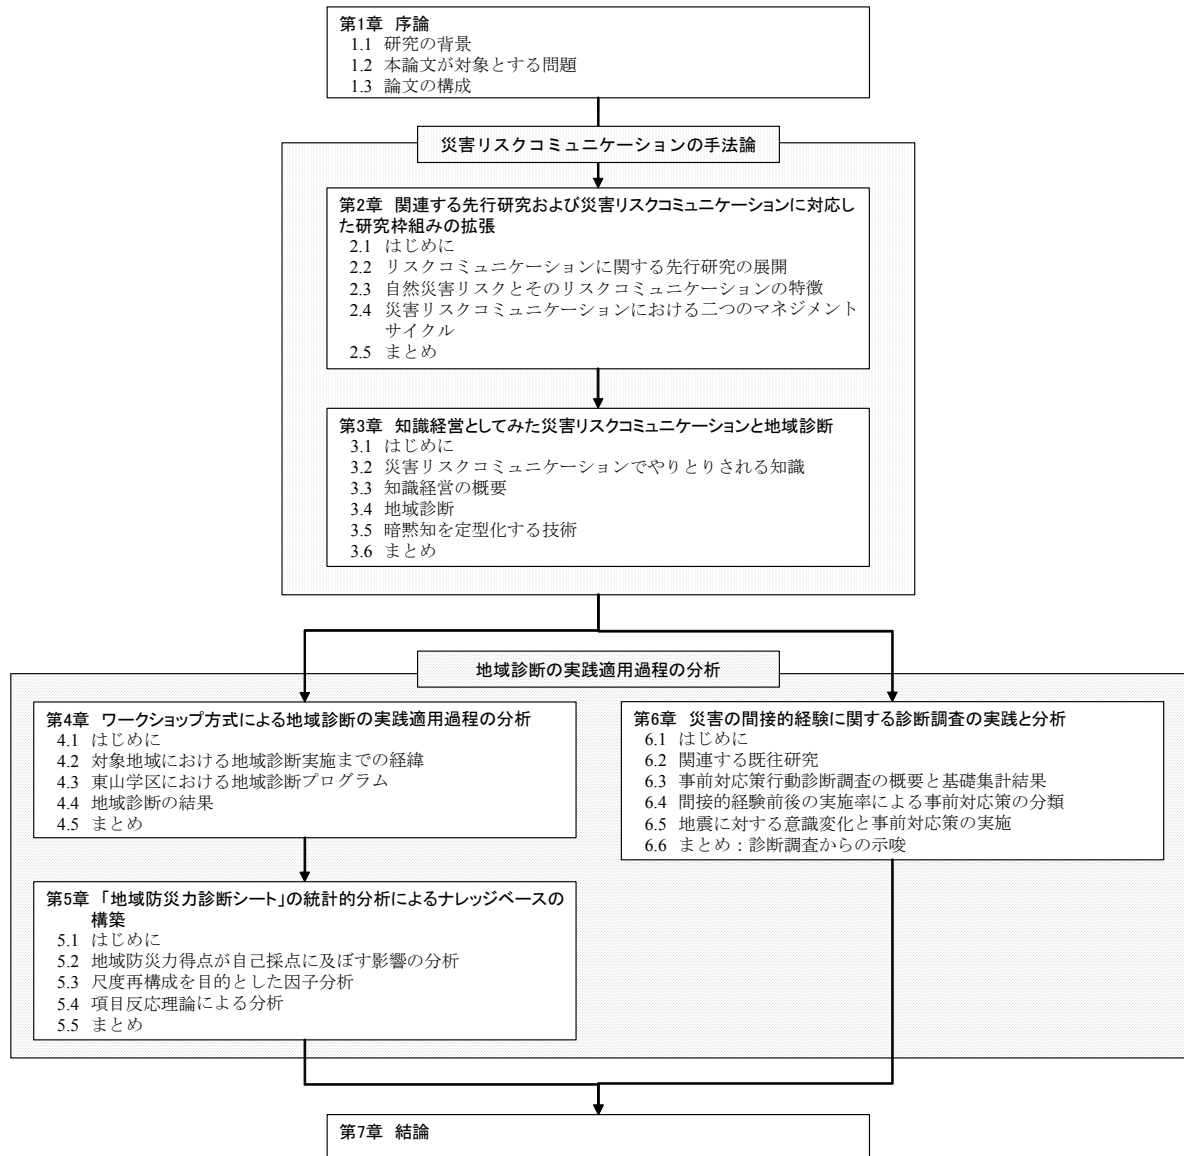 第1章 序論
1.1 研究の背景
1.2 本論文が対象とする問題
1.3 論文の構成
災害リスクコミュニケーションの手法論
第2章 関連する先行研究および災害リスクコミュニケーションに対応し
た研究枠組みの拡張
2.1 はじめに
2.2 リスクコミュニケーションに関する先行研究の展開
2.3 自然災害リスクとそのリスクコミュニケーションの特徴
2.4 災害リスクコミュニケーションにおける二つのマネジメント
サイクル
2.5 まとめ
第3章 知識経営としてみた災害リスクコミュニケーションと地域診断
3.1 はじめに
3.2 災害リスクコミュニケーションでやりとりされる知識
3.3 知識経営の概要
3.4 地域診断
3.5 暗黙知を定型化する技術
3.6 まとめ
地域診断の実践適用過程の分析
第4章 ワークショップ方式による地域診断の実践適用過程の分析
4.1 はじめに
4.2 対象地域における地域診断実施までの経緯
4.3 東山学区における地域診断プログラム
4.4 地域診断の結果
4.5 まとめ
第5章 「地域防災力診断シート」の統計的分析によるナレッジベースの
構築
5.1 はじめに
5.2 地域防災力得点が自己採点に及ぼす影響の分析
5.3 尺度再構成を目的とした因子分析
5.4 項目反応理論による分析
5.5 まとめ
第6章 災害の間接的経験に関する診断調査の実践と分析
6.1 はじめに
6.2 関連する既往研究
6.3 事前対応策行動診断調査の概要と基礎集計結果
6.4 間接的経験前後の実施率による事前対応策の分類
6.5 地震に対する意識変化と事前対応策の実施
6.6 まとめ：診断調査からの示唆
第7章 結論